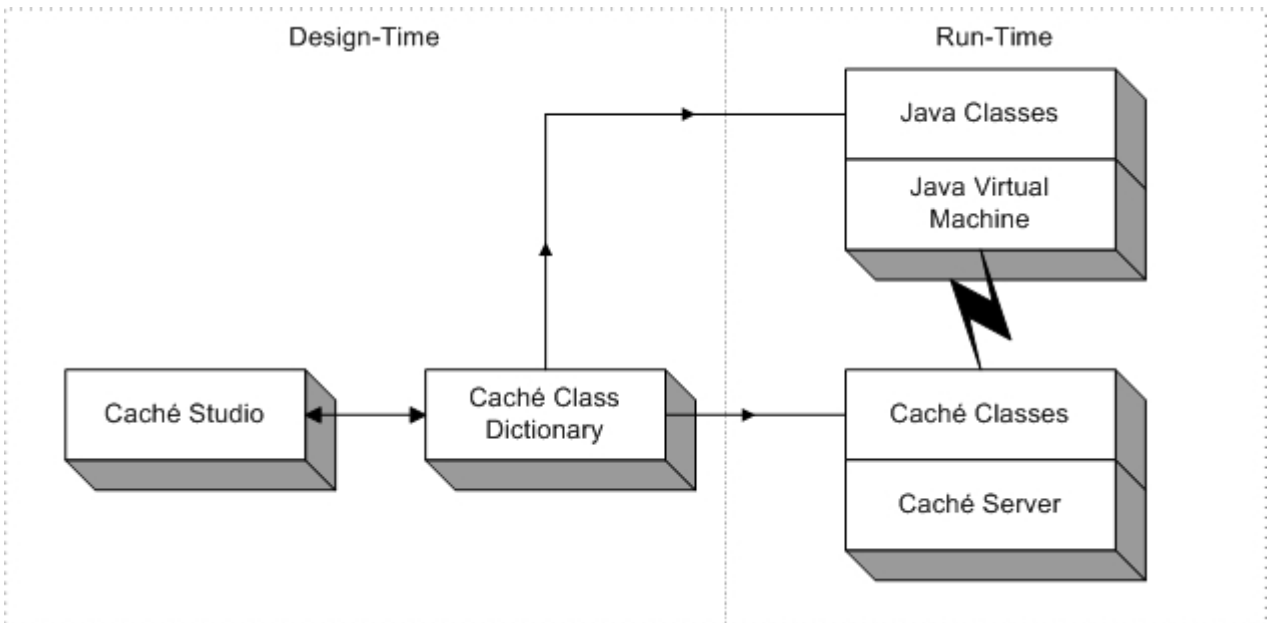 Design-Time
Run-Time
Java Classes
Java Virtual
Machine
Caché Studio
Caché Class
Dictionary
Caché Classes
Caché Server